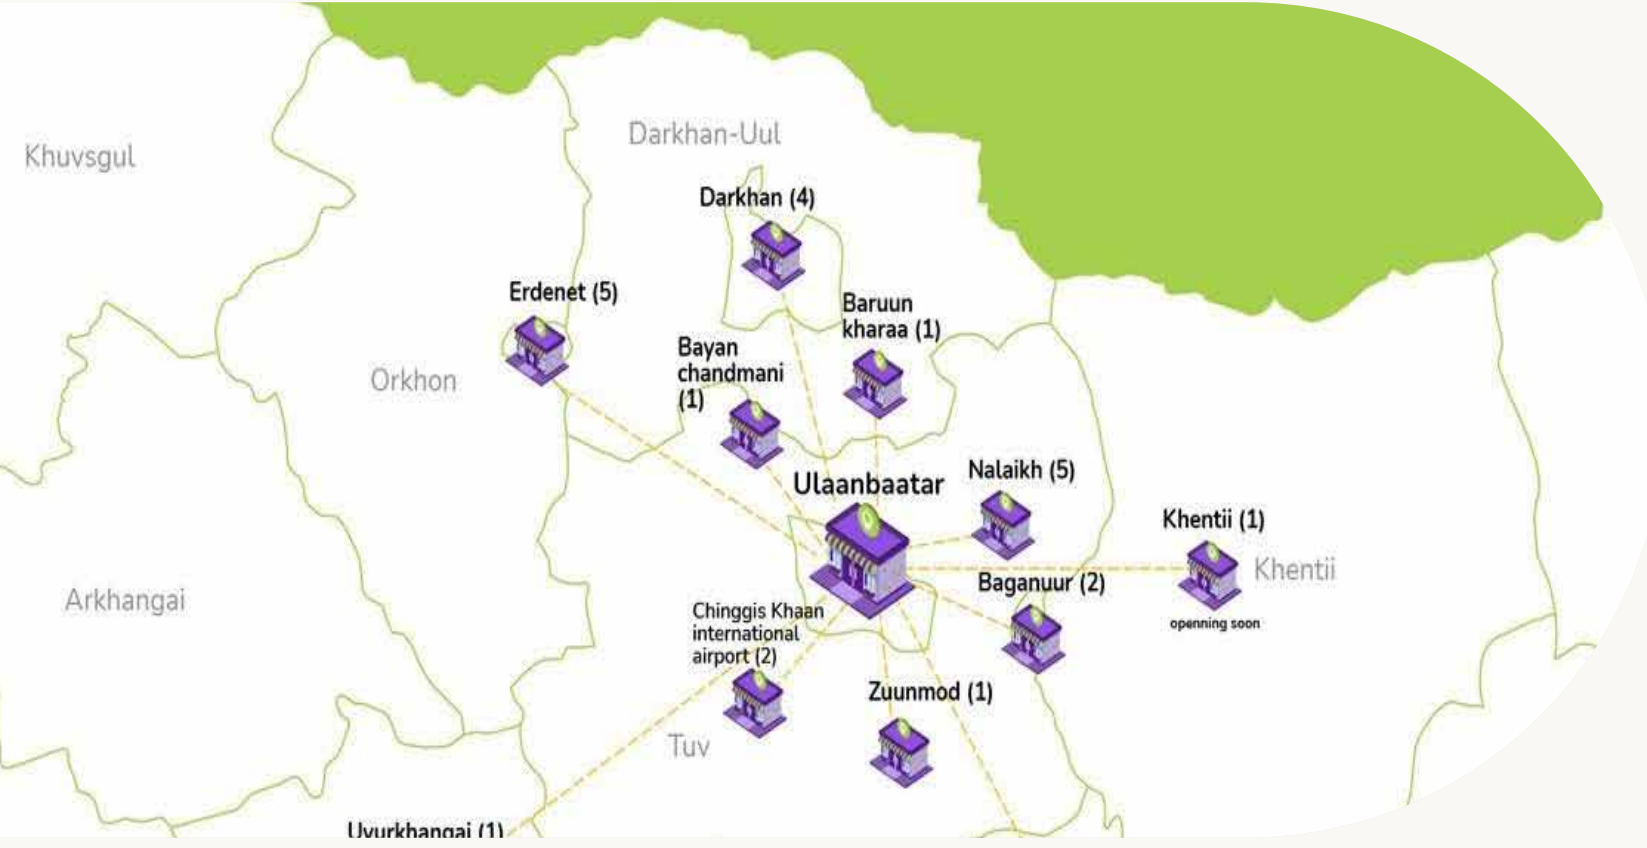 Darkhan-Uul
Khuvsgul
Darkhan (4)
Erdenet (5)
Baruun
kharaa (1)
Bayan
chandmani
(1)
Orkhon
Ulaanbaatar
Nalaikh (5)
Khentii (1)
Khentii
openning soon
Baganuur (2)
Arkhangai
Chinggis Khaan
international
airport (2)
Zuunmod (1)
Tuv
Uvurkhangai (1)